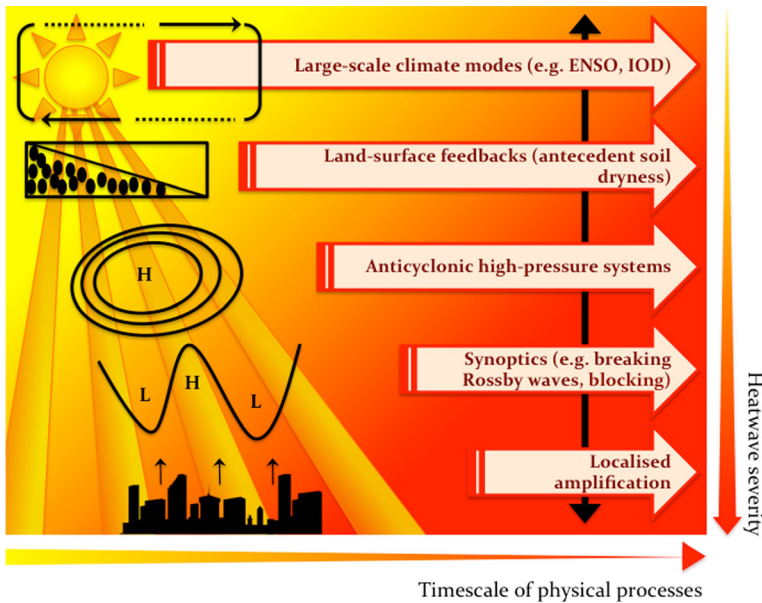 Large-scale climate modes (e.g. ENSO, IOD)
Land-surface feedbacks (antecedent soil
dryness)
H
Anticyclonic high-pressure systems
Synoptics (e.g. breaking
Rossby waves, blocking)
L
H
L
Localised
amplification
Heatwave severity
Timescale of physical processes